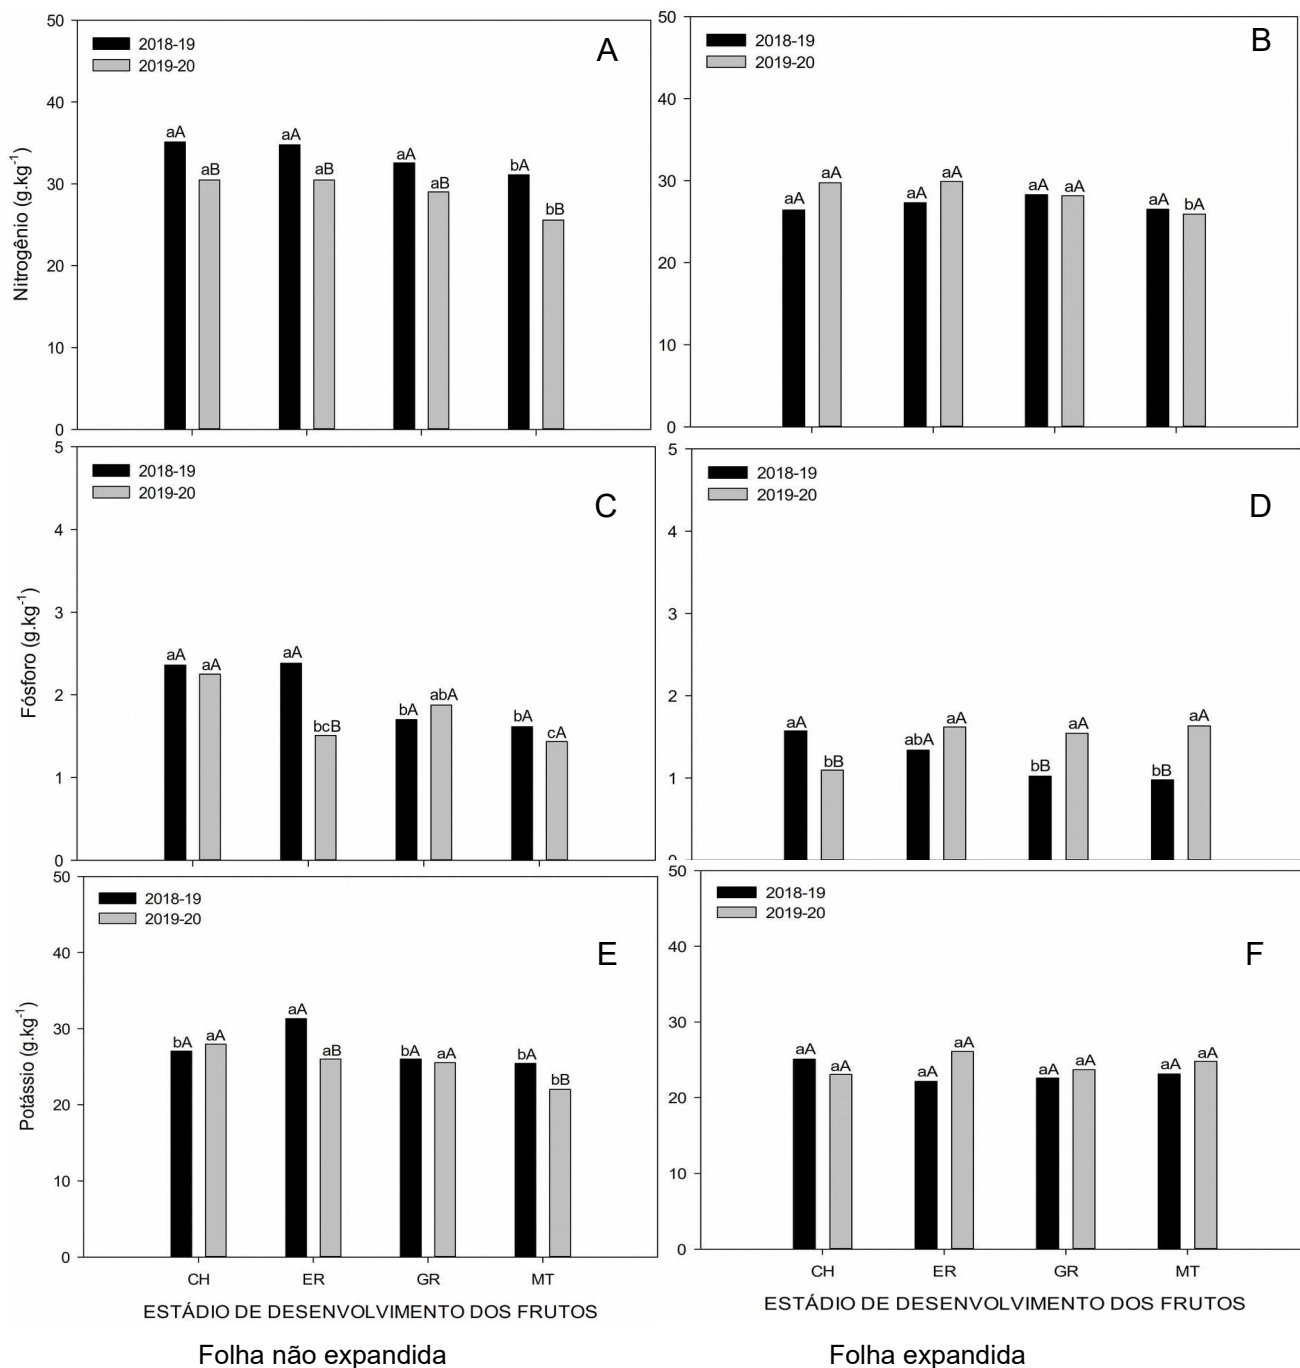 50
2018-19
2019-20
A
40
30
20
10
0
Nitrogênio (g.kg-1)
aA
aB
aA
aB
aA
aB
bA
bB
50
2018-19
2019-20
B
40
30
20
10
0
aA
aA
aA
aA
aA
aA
aA
bA
5
2018-19
2019-20
C
4
3
2
1
0
Fósforo (g.kg-1)
aA
aA
aA
bcB
bA
abA
bA
cA
5
2018-19
2019-20
D
4
3
2
1
0
aA
bB
abA
aA
bB
aA
bB
aA
50
2018-19
2019-20
E
40
30
20
10
0
Potássio (g.kg-1)
bA
aA
aA
aB
bA
aA
bA
bB
CH
ER
GR
MT
ESTÁDIO DE DESENVOLVIMENTO DOS FRUTOS
Folha não expandida
50
2018-19
2019-20
F
40
30
20
10
0
aA
aA
aA
aA
aA
aA
aA
aA
CH
ER
GR
MT
ESTÁDIO DE DESENVOLVIMENTO DOS FRUTOS
Folha expandida